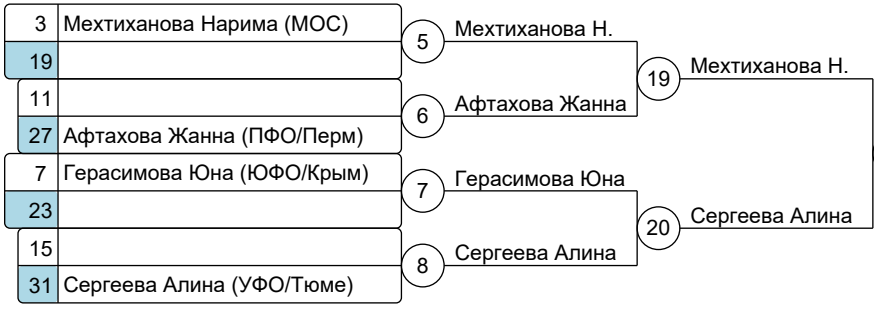 3 Мехтиханова Нарима (МОС)
19
11
27 Афтахова Жанна (ПФО/Перм)
7 Герасимова Юна (ЮФО/Крым)
23
15
31 Сергеева Алина (УФО/Тюме)
5 Мехтиханова Н.
6 Афтахова Жанна
7 Герасимова Юна
8 Сергеева Алина
19 Мехтиханова Н.
20 Сергеева Алина